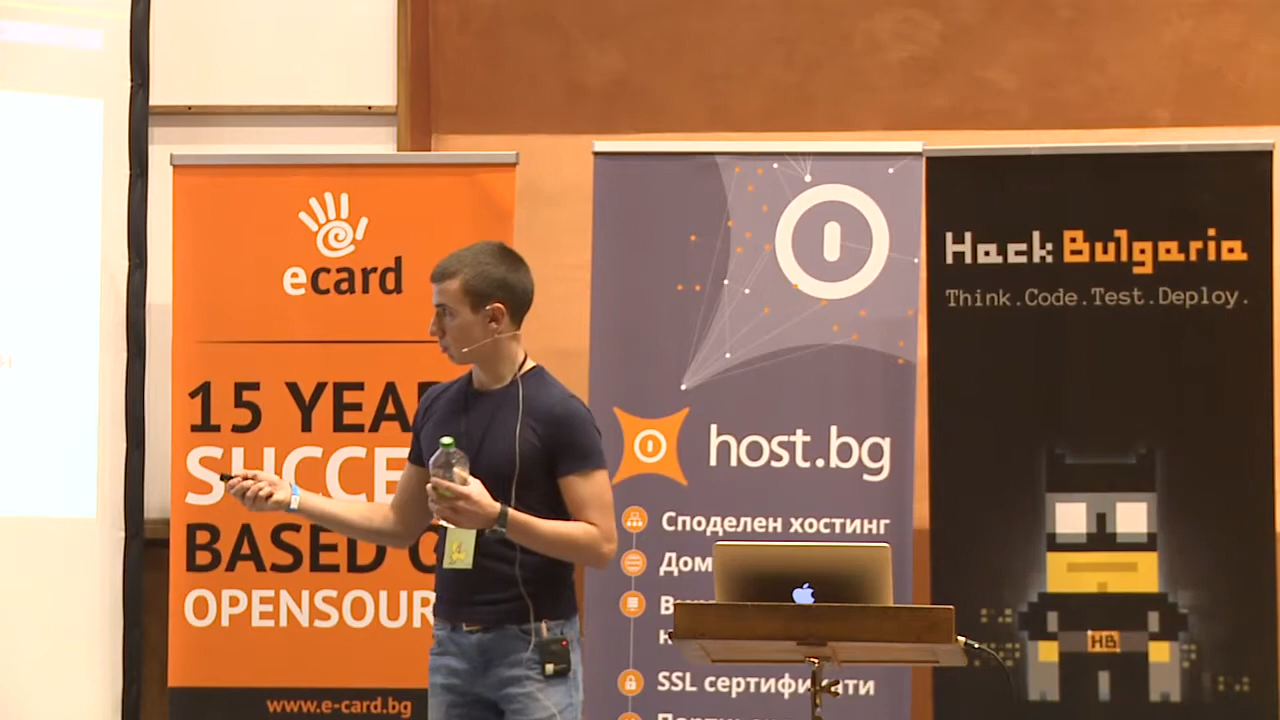 ecard
15 YEA
SUCCE
BASED O
OPENSOUR
www.e-card.bg
host.bg
Споделен хостинг
Дом
SSL сертификати
Hack Bulgaria
Think.Code.Test.Deploy.
HB